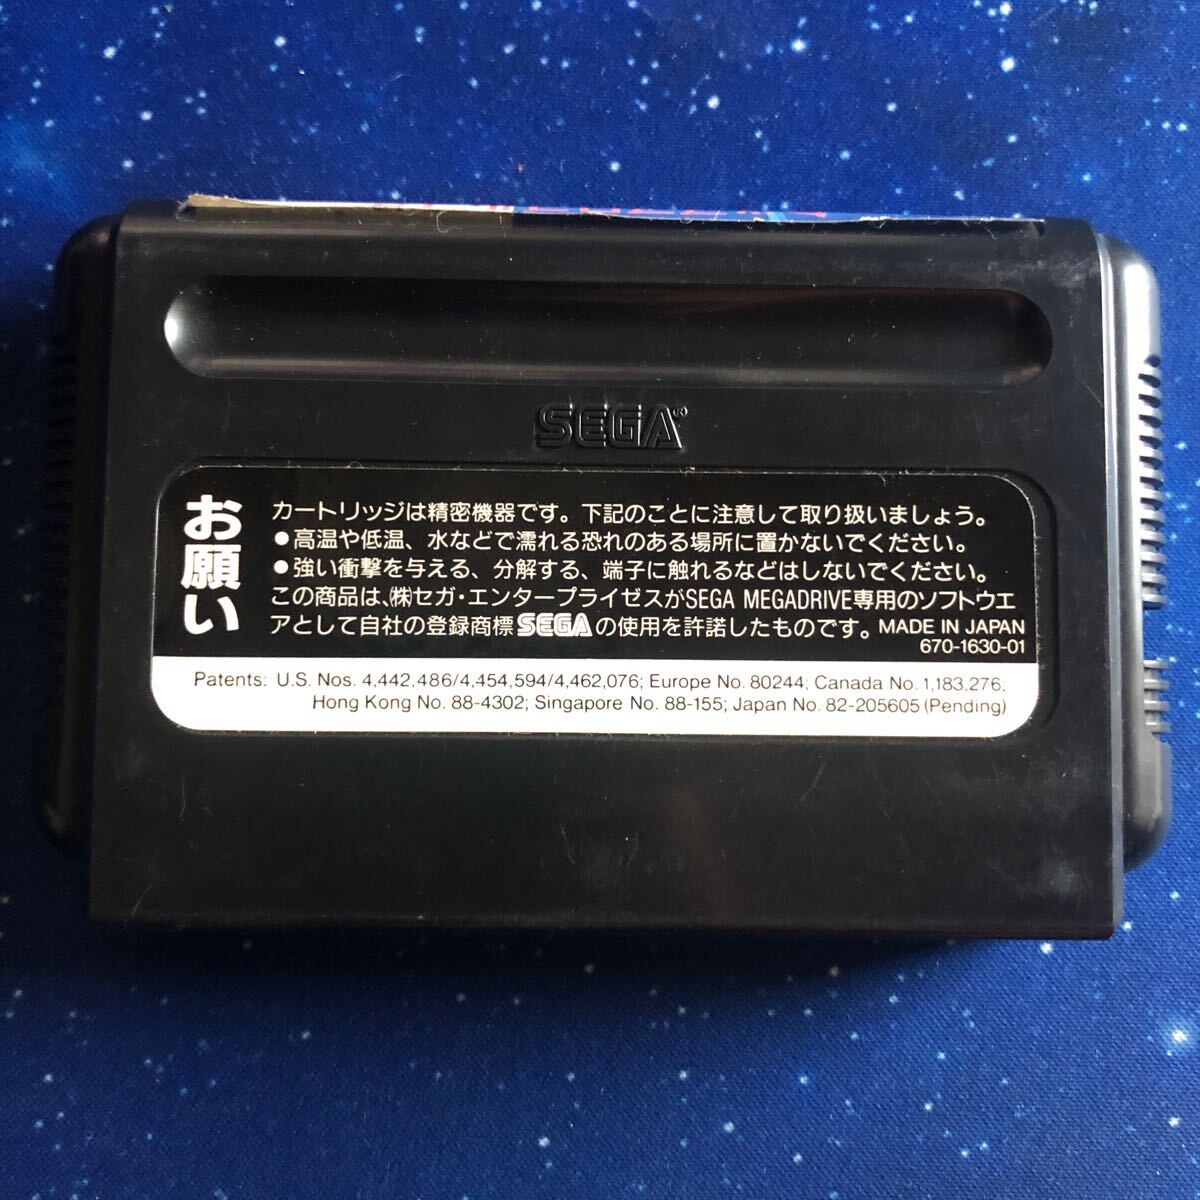 SEGA®
お願い
カートリッジは精密機器です。下記のことに注意して取り扱いましょう。
●高温や低温、水などで濡れる恐れのある場所に置かないでください。
●強い衝撃を与える、分解する、端子に触れるなどはしないでください。
この商品は、㈱セガ・エンタープライゼスがSEGA MEGADRIVE専用のソフトウエ
アとして自社の登録商標SEGAの使用を許諾したものです。MADE IN JAPAN
670-1630-01
Patents: U.S. Nos. 4,442,486/4,454,594/4,462,076; Europe No. 80244; Canada No. 1,183,276;
Hong Kong No. 88-4302; Singapore No. 88-155; Japan No. 82-205605 (Pending)